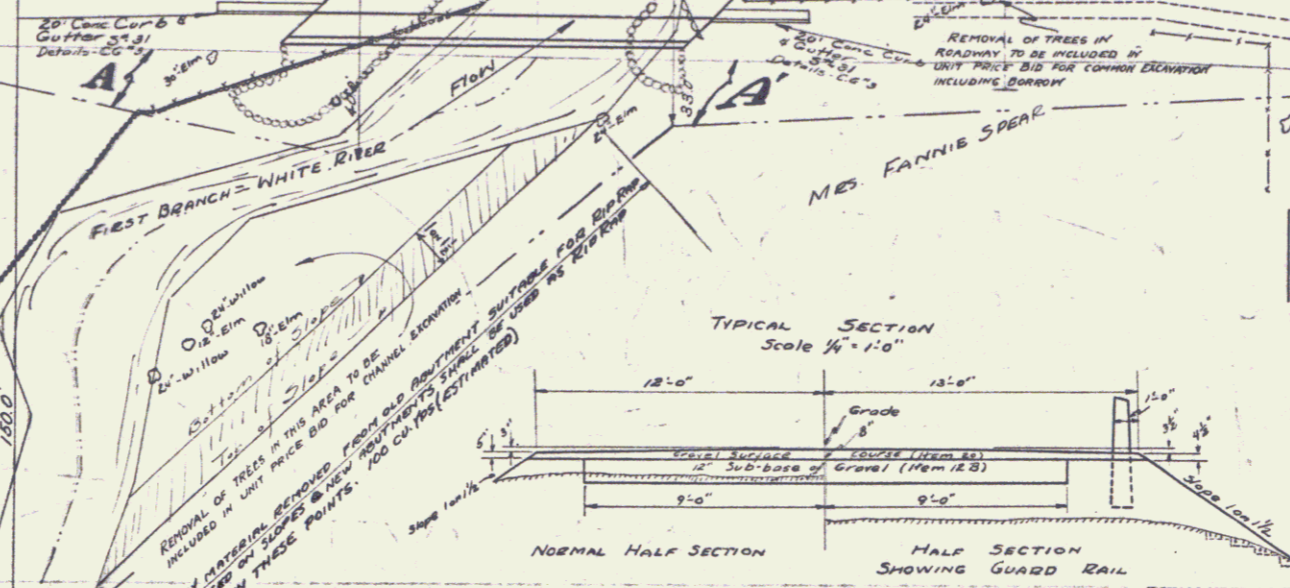 20' Conc Curb &
Gutter St 31
Details-CG #3
A
30" Elm
FLOW
20' Conc Curb
& Gutter
St 31
Details-C.G #3
A'
33.0
24" Elm
REMOVAL OF TREES IN
ROADWAY TO BE INCLUDED IN
UNIT PRICE BID FOR COMMON EXCAVATION
INCLUDING BORROW
FIRST BRANCH - WHITE RIVER
MRS. FANNIE SPEAR
24" Willow
12" Elm
18" Elm
24" Willow
150.0'
Bottom of Slope
Top of Slope
REMOVAL OF TREES IN THIS AREA TO BE
INCLUDED IN UNIT PRICE BID FOR CHANNEL EXCAVATION
MATERIAL REMOVED FROM OLD ABUTMENT SUITABLE FOR RIP RAP
ON SLOPES @ NEW ABUTMENTS SHALL BE USED AS RIP RAP
THESE POINTS. 100 CU. YDS (ESTIMATED)
TYPICAL SECTION
Scale 1/4" = 1'-0"
12'-0"
13'-0"
Grade
8"
1'-0"
5"
3"
3½"
4½"
Gravel Surface Course (Item 20)
12" Sub-base of Gravel (Item 12B)
9'-0"
9'-0"
Slope 1 on 1½
Slope 1 on 1½
NORMAL HALF SECTION
HALF SECTION
SHOWING GUARD RAIL